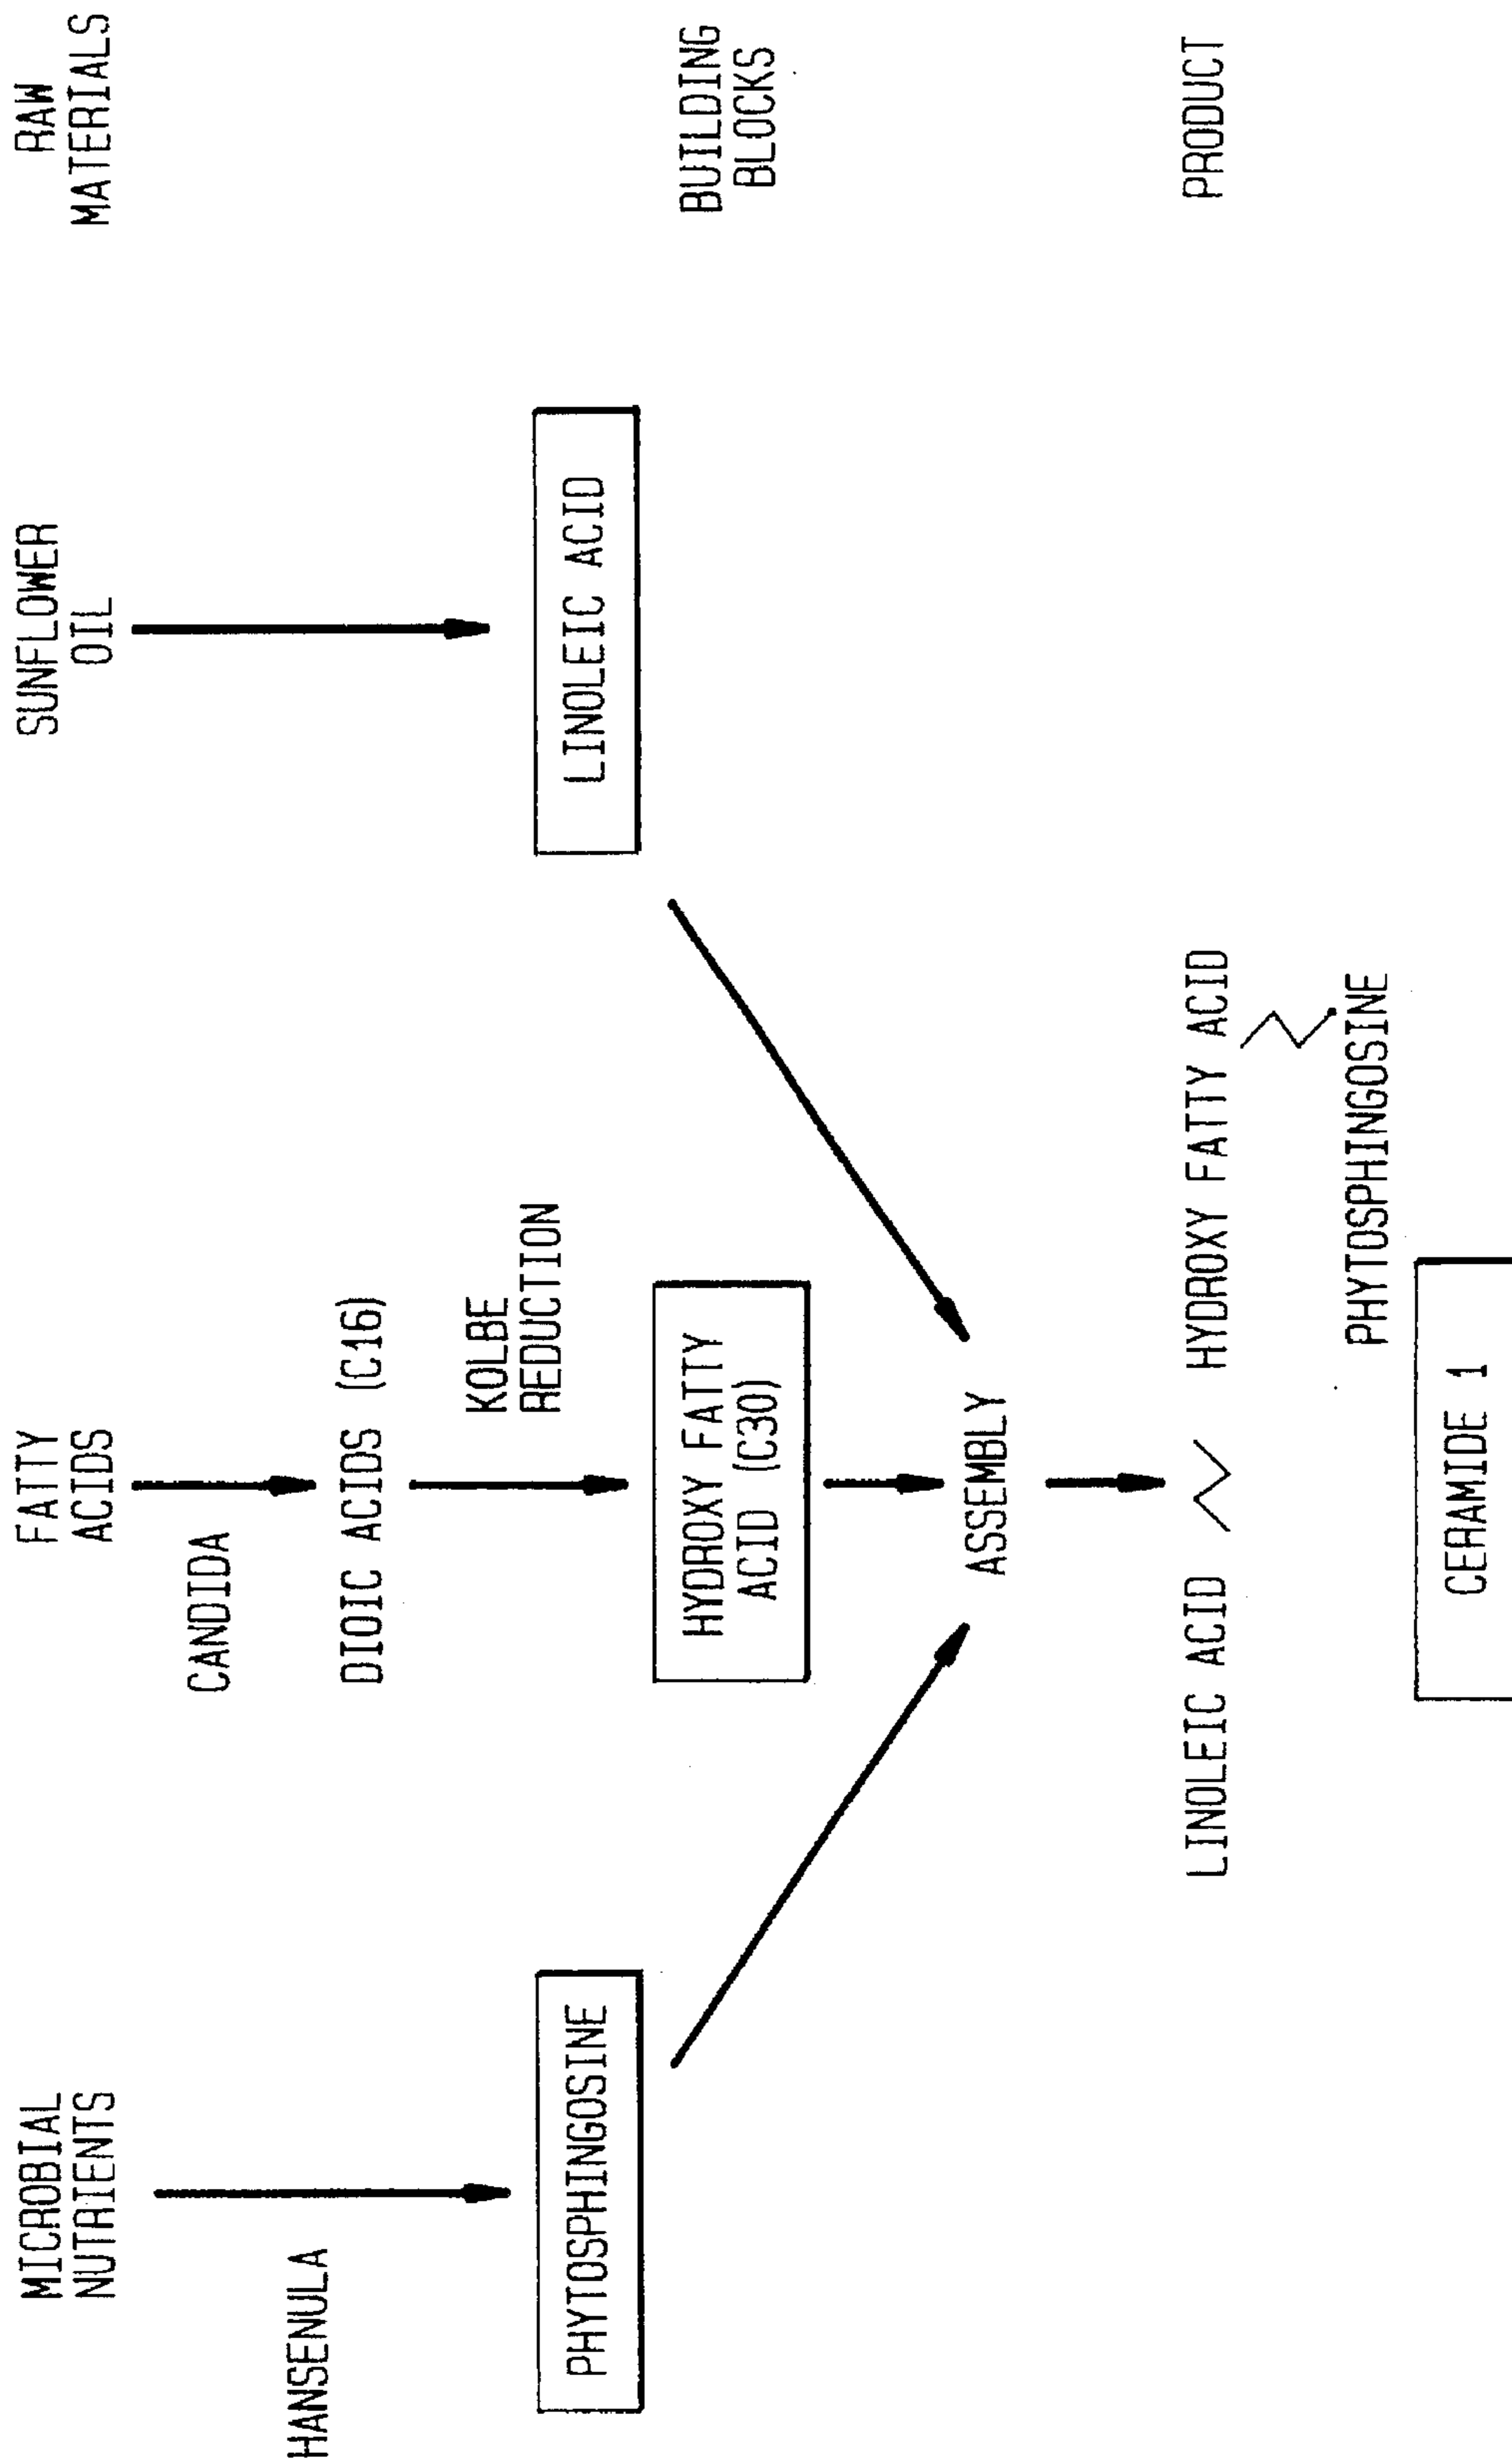 MICROBIAL
NUTRIENTS
FATTY
ACIDS
SUNFLOWER
OIL
RAW
MATERIALS
HANSENULA
CANDIDA
DIOIC ACIDS (C16)
KOLBE
REDUCTION
PHYTOSPHINGOSINE
HYDROXY FATTY
ACID (C30)
LINOLEIC ACID
BUILDING
BLOCKS
ASSEMBLY
LINOLEIC ACID
HYDROXY FATTY ACID
PRODUCT
PHYTOSPHINGOSINE
CERAMIDE 1